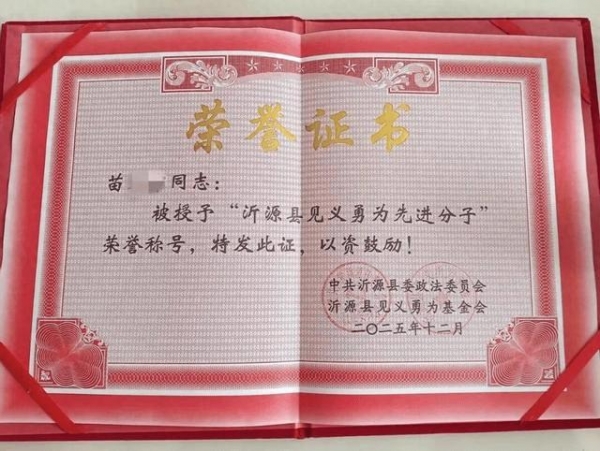 荣誉证书
苗 同志：
被授予“沂源县见义勇为先进分子”
荣誉称号，特发此证，以资鼓励！
中共沂源县委政法委员会
沂源县见义勇为基金会
二〇二五年十二月